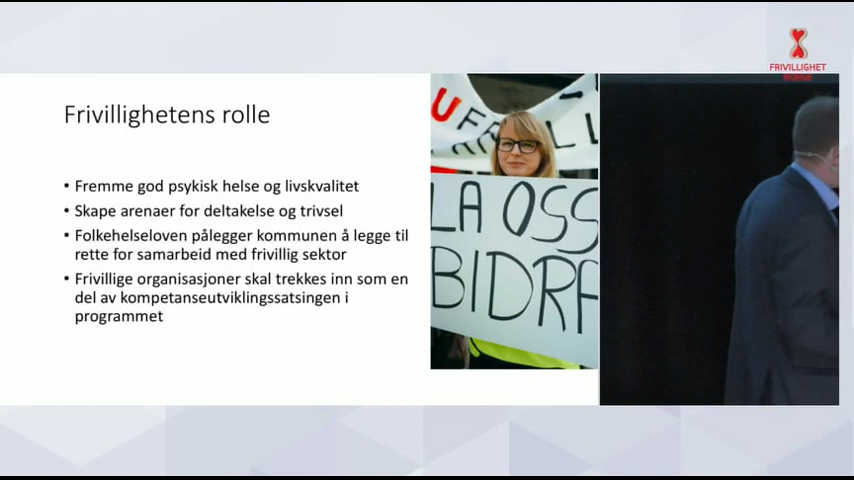 FRIVILLIGHET
NORGE
Frivillighetens rolle
• Fremme god psykisk helse og livskvalitet
• Skape arenaer for deltakelse og trivsel
• Folkehelseloven pålegger kommunen å legge til
rette for samarbeid med frivillig sektor
• Frivillige organisasjoner skal trekkes inn som en
del av kompetanseutviklingssatsingen i
programmet
LA OSS
BIDRA